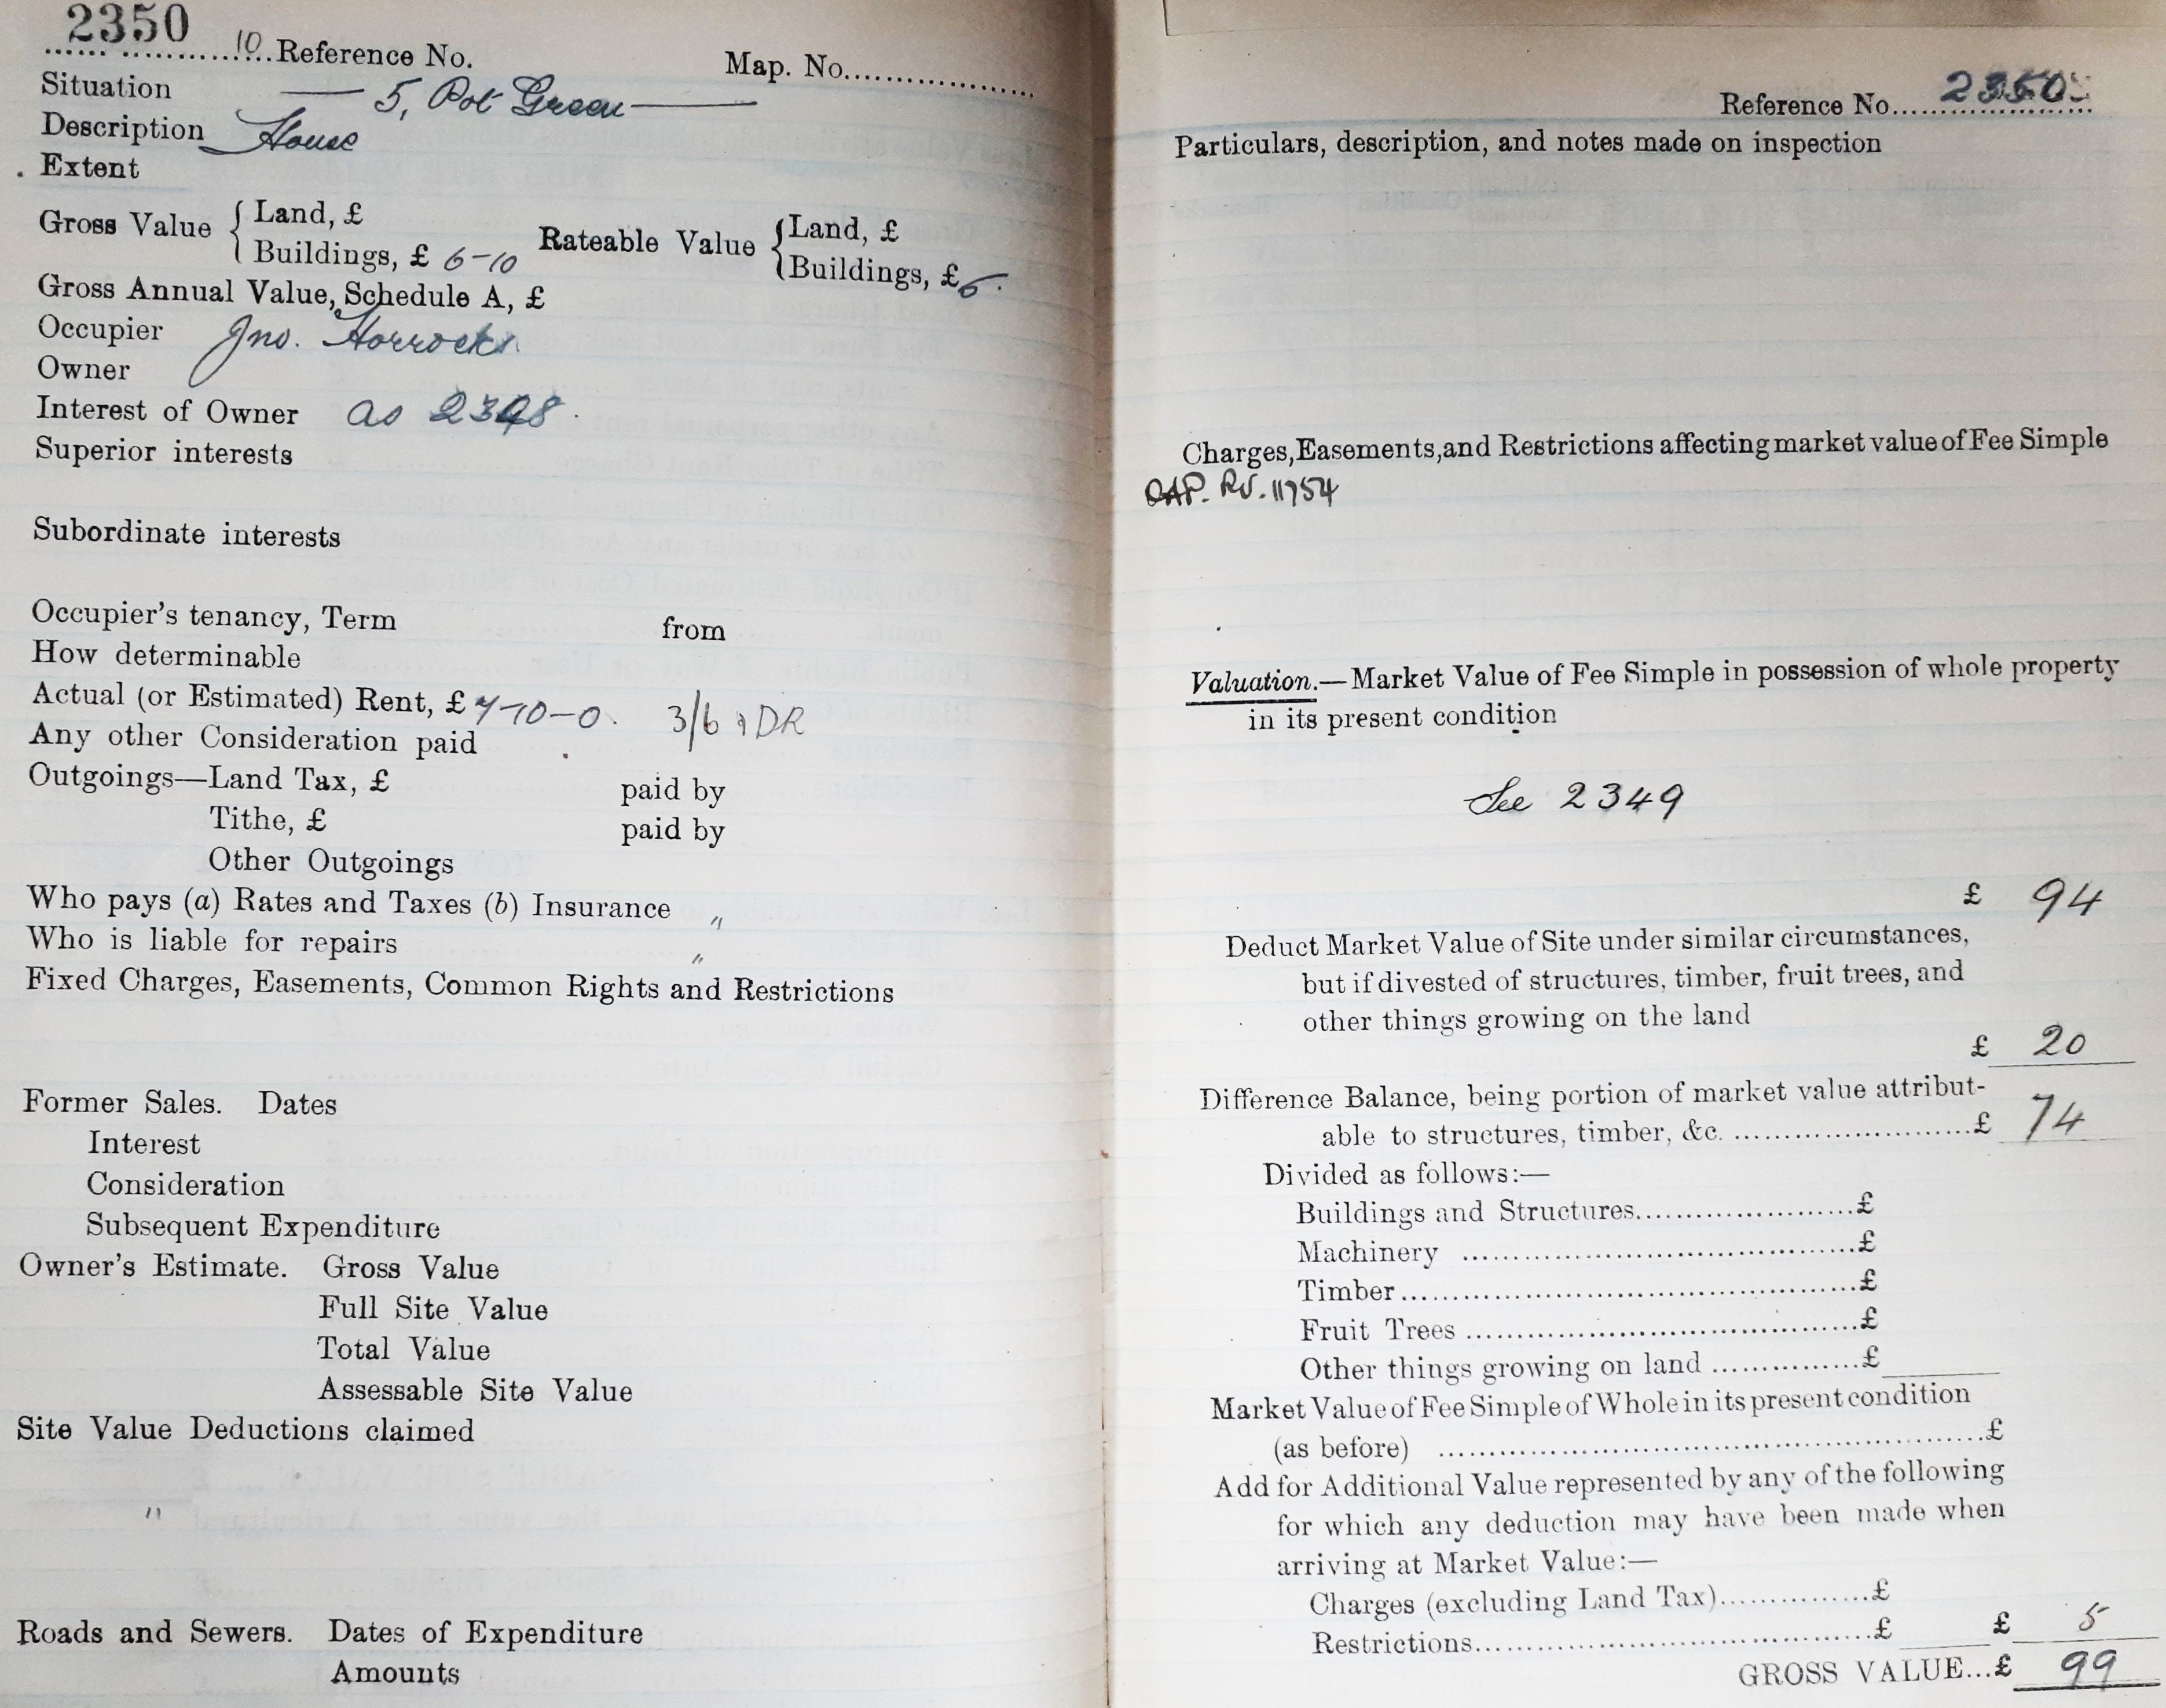 2350
10. Reference No. Map. No.
Situation — 5, Pot Green —
Description House
Extent
Gross Value { Land, £
Buildings, £ 6-10 Rateable Value { Land, £
Buildings, £ 6.
Gross Annual Value, Schedule A, £
Occupier Jno. Horrocks
Owner
Interest of Owner as 2348.
Superior interests
Subordinate interests
Occupier's tenancy, Term from
How determinable
Actual (or Estimated) Rent, £ 7-10-0. 3/6 DR
Any other Consideration paid
Outgoings—Land Tax, £ paid by
Tithe, £ paid by
Other Outgoings
Who pays (a) Rates and Taxes (b) Insurance "
Who is liable for repairs "
Fixed Charges, Easements, Common Rights and Restrictions
Former Sales. Dates
Interest
Consideration
Subsequent Expenditure
Owner's Estimate. Gross Value
Full Site Value
Total Value
Assessable Site Value
Site Value Deductions claimed
"
Roads and Sewers. Dates of Expenditure
Amounts
Reference No. 2350
Particulars, description, and notes made on inspection
Charges, Easements, and Restrictions affecting market value of Fee Simple
CAP. RV. 11754
Valuation.—Market Value of Fee Simple in possession of whole property
in its present condition
See 2349
£ 94
Deduct Market Value of Site under similar circumstances,
but if divested of structures, timber, fruit trees, and
other things growing on the land
£ 20
Difference Balance, being portion of market value attribut-
able to structures, timber, &c. £ 74
Divided as follows:—
Buildings and Structures £
Machinery £
Timber £
Fruit Trees £
Other things growing on land £
Market Value of Fee Simple of Whole in its present condition
(as before) £
Add for Additional Value represented by any of the following
for which any deduction may have been made when
arriving at Market Value:—
Charges (excluding Land Tax) £
Restrictions £ £ 5
GROSS VALUE...£ 99